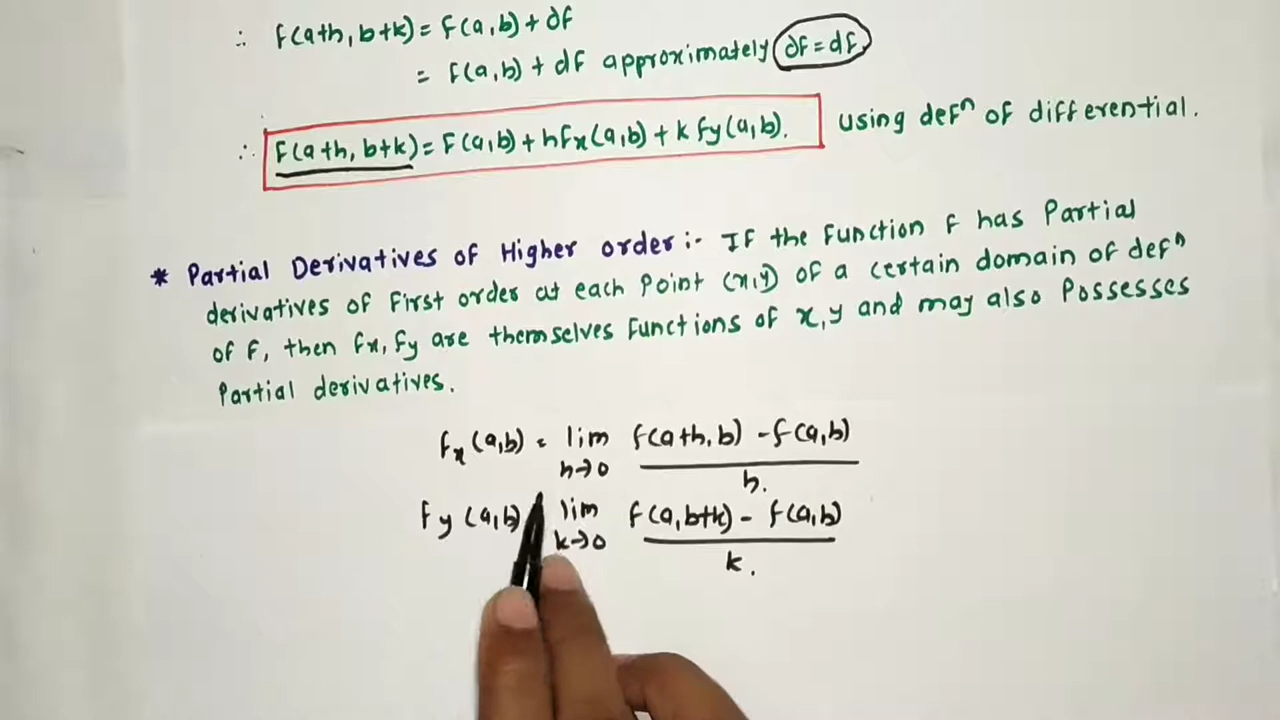 ∴ f(a+h, b+k) = f(a,b) + ∂f
= f(a,b) + df approximately ∂f = df
∴ f(a+h, b+k) = f(a,b) + hfx(a,b) + k fy(a,b). using defⁿ of differential.
* Partial Derivatives of Higher order :- If the Function f has Partial
derivatives of First order at each Point (x,y) of a certain domain of defⁿ
of f, then fx, fy are themselves Functions of x,y and may also Possesses
Partial derivatives.
fx (a,b) = lim f(a+h, b) - f(a,b)
h→0 h.
fy (a,b) lim f(a,b+k) - f(a,b)
k→0 k.